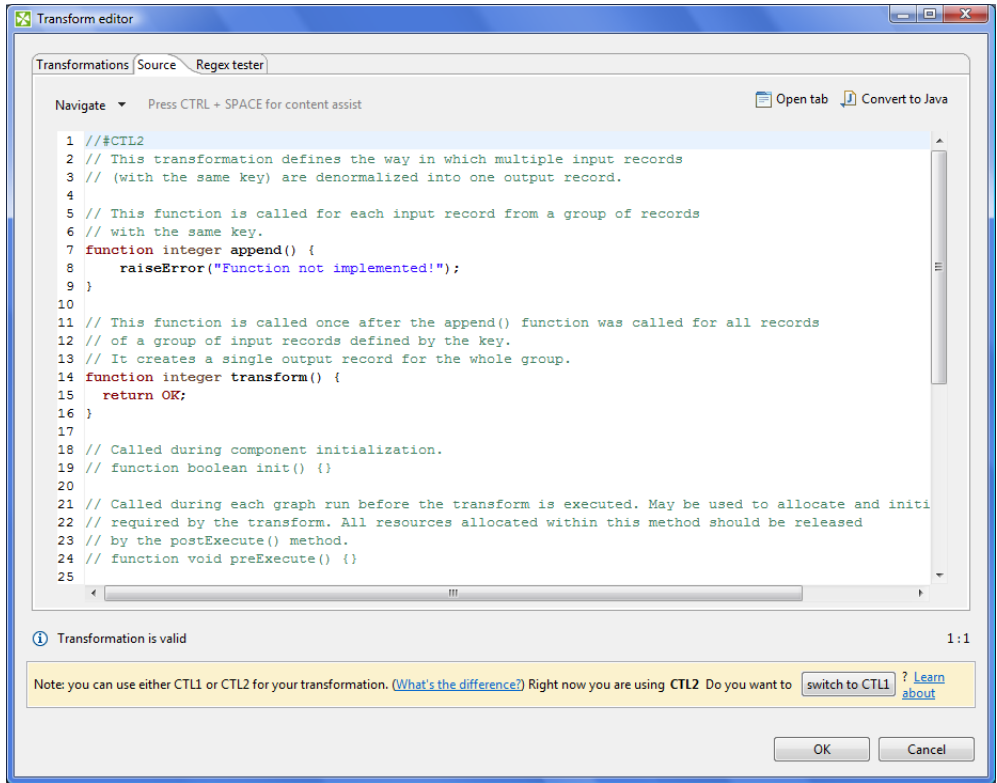 Transform editor
Transformations Source Regex tester
Navigate Press CTRL + SPACE for content assist Open tab Convert to Java
1 //#CTL2
2 // This transformation defines the way in which multiple input records
3 // (with the same key) are denormalized into one output record.
4
5 // This function is called for each input record from a group of records
6 // with the same key.
7 function integer append() {
8     raiseError("Function not implemented!");
9 }
10
11 // This function is called once after the append() function was called for all records
12 // of a group of input records defined by the key.
13 // It creates a single output record for the whole group.
14 function integer transform() {
15   return OK;
16 }
17
18 // Called during component initialization.
19 // function boolean init() {}
20
21 // Called during each graph run before the transform is executed. May be used to allocate and initi
22 // required by the transform. All resources allocated within this method should be released
23 // by the postExecute() method.
24 // function void preExecute() {}
25
Transformation is valid 1:1
Note: you can use either CTL1 or CTL2 for your transformation. (What's the difference?) Right now you are using CTL2 Do you want to switch to CTL1 ? Learn
about
OK Cancel